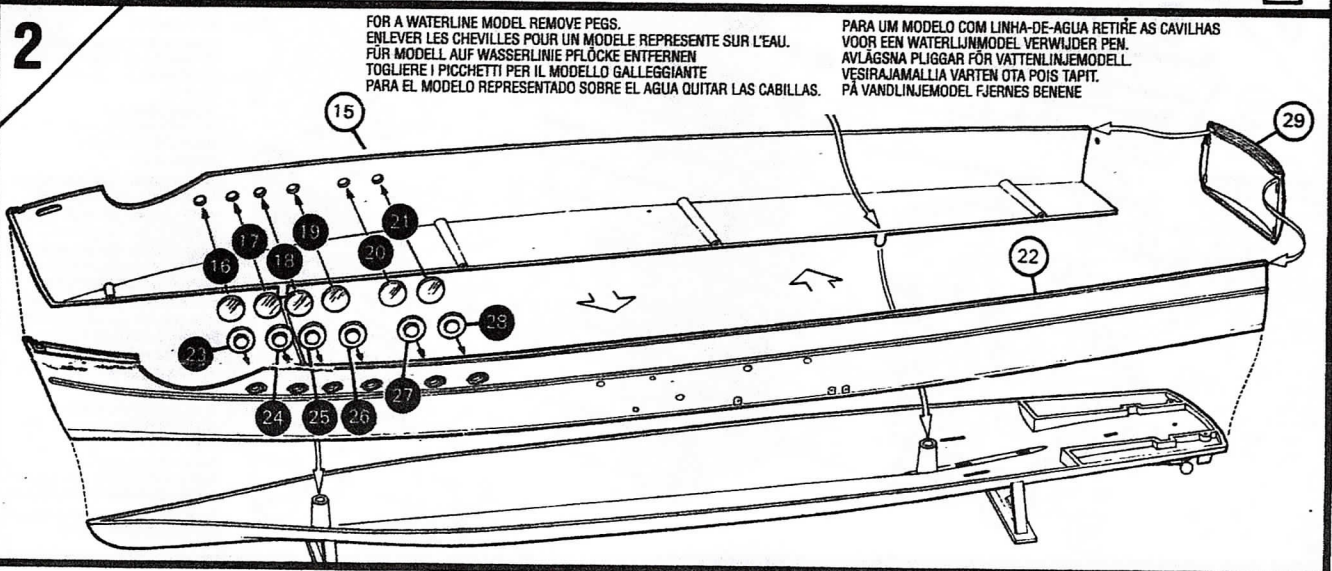 2
FOR A WATERLINE MODEL REMOVE PEGS.
ENLEVER LES CHEVILLES POUR UN MODELE REPRESENTE SUR L'EAU.
FÜR MODELL AUF WASSERLINIE PFLÖCKE ENTFERNEN
TOGLIERE I PICCHETTI PER IL MODELLO GALLEGGIANTE
PARA EL MODELO REPRESENTADO SOBRE EL AGUA QUITAR LAS CABILLAS.
PARA UM MODELO COM LINHA-DE-AGUA RETIRE AS CAVILHAS
VOOR EEN WATERLIJNMODEL VERWIJDER PEN.
AVLÄGSNA PLIGGAR FÖR VATTENLINJEMODELL.
VESIRAJAMALLIA VARTEN OTA POIS TAPIT.
PÅ VANDLINJEMODEL FJERNES BENENE
15
29
16
17
18
19
20
21
22
23
24
25
26
27
28